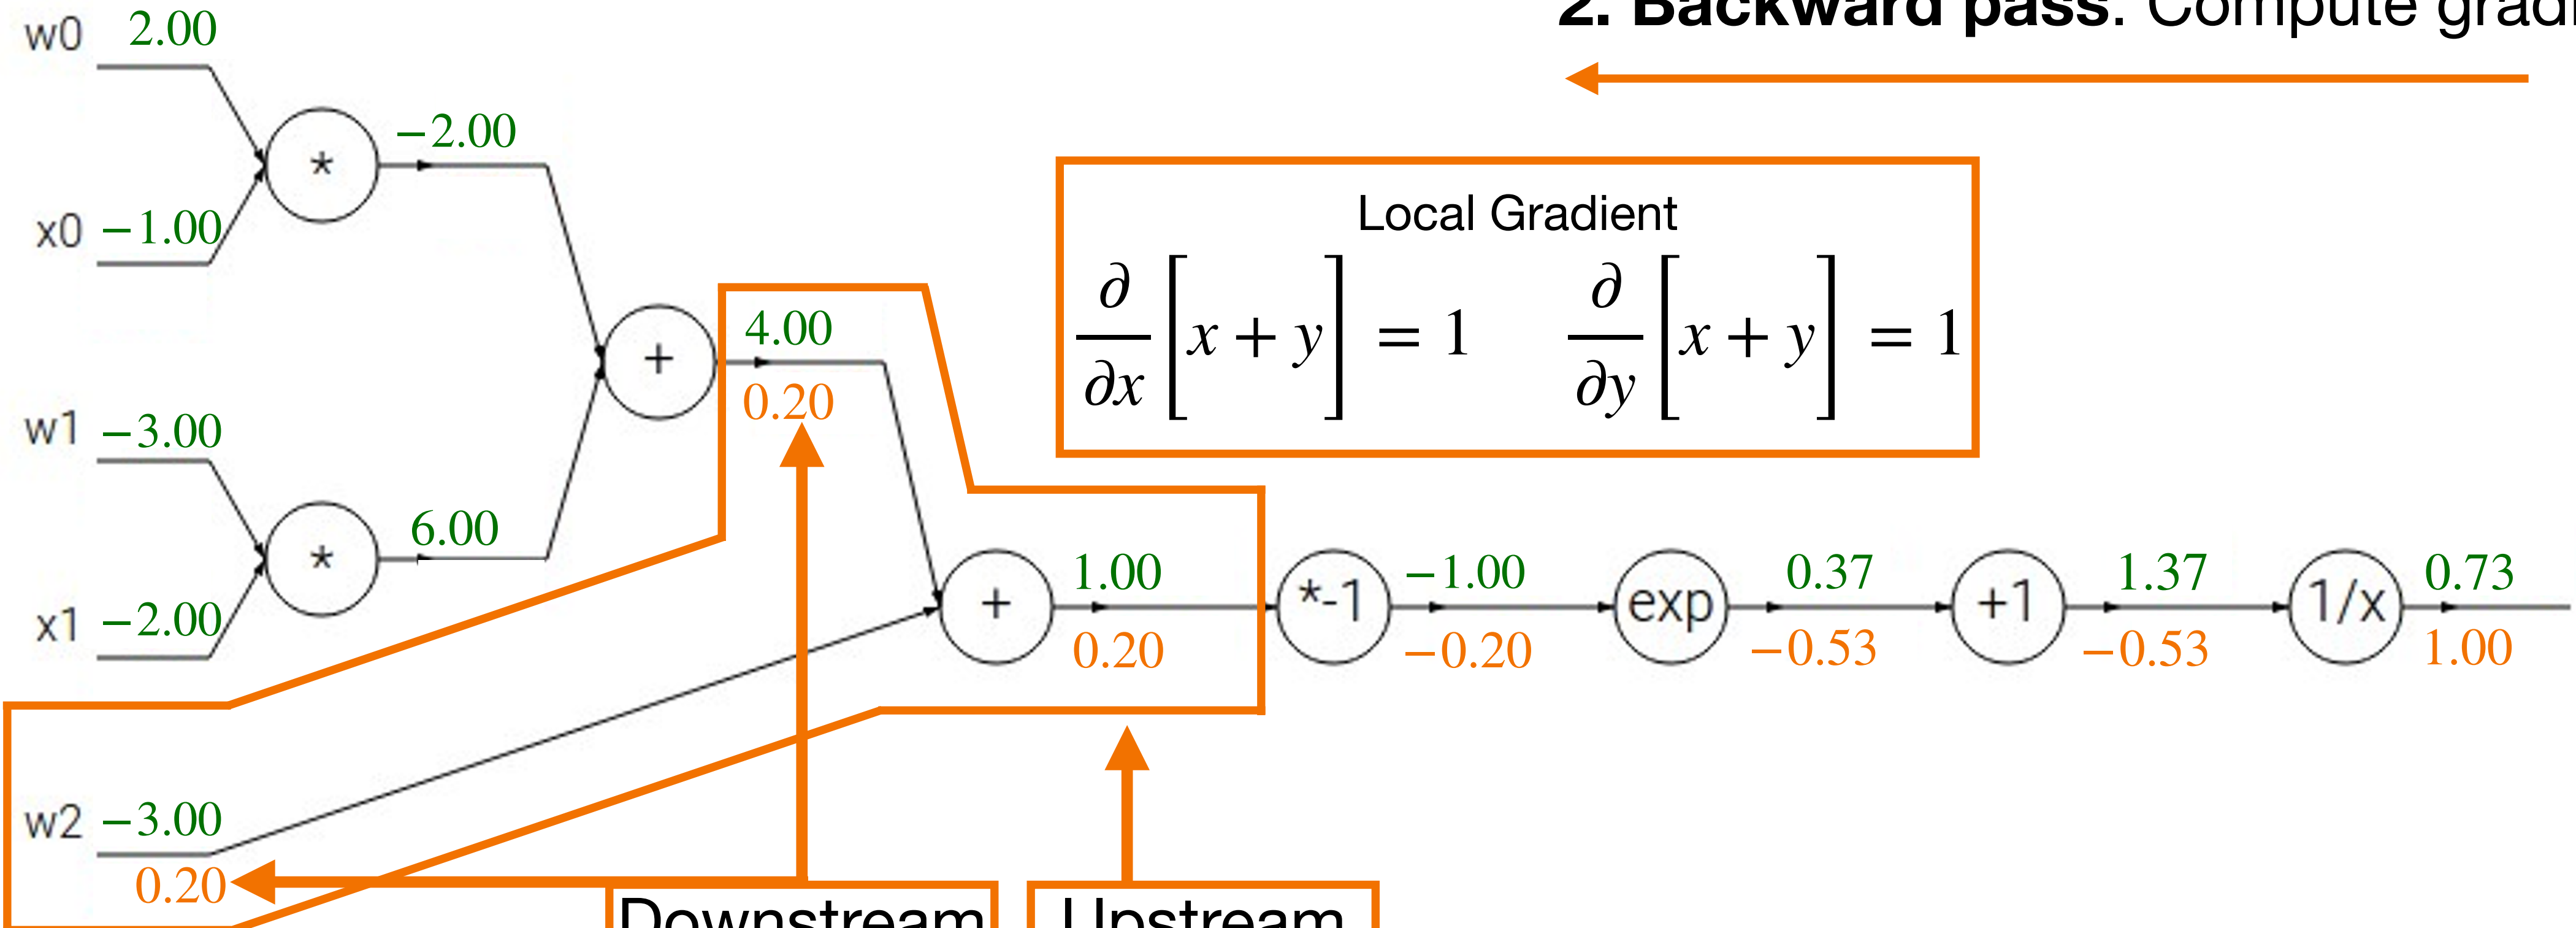 2. Backward pass. Compute gradi
w0 2.00
*
−2.00
x0 −1.00
Local Gradient
∂/∂x [x + y] = 1 ∂/∂y [x + y] = 1
+
4.00
0.20
w1 −3.00
*
6.00
x1 −2.00
+
1.00
0.20
*-1
−1.00
−0.20
exp
0.37
−0.53
+1
1.37
−0.53
1/x
0.73
1.00
w2 −3.00
0.20
Downstream
Upstream